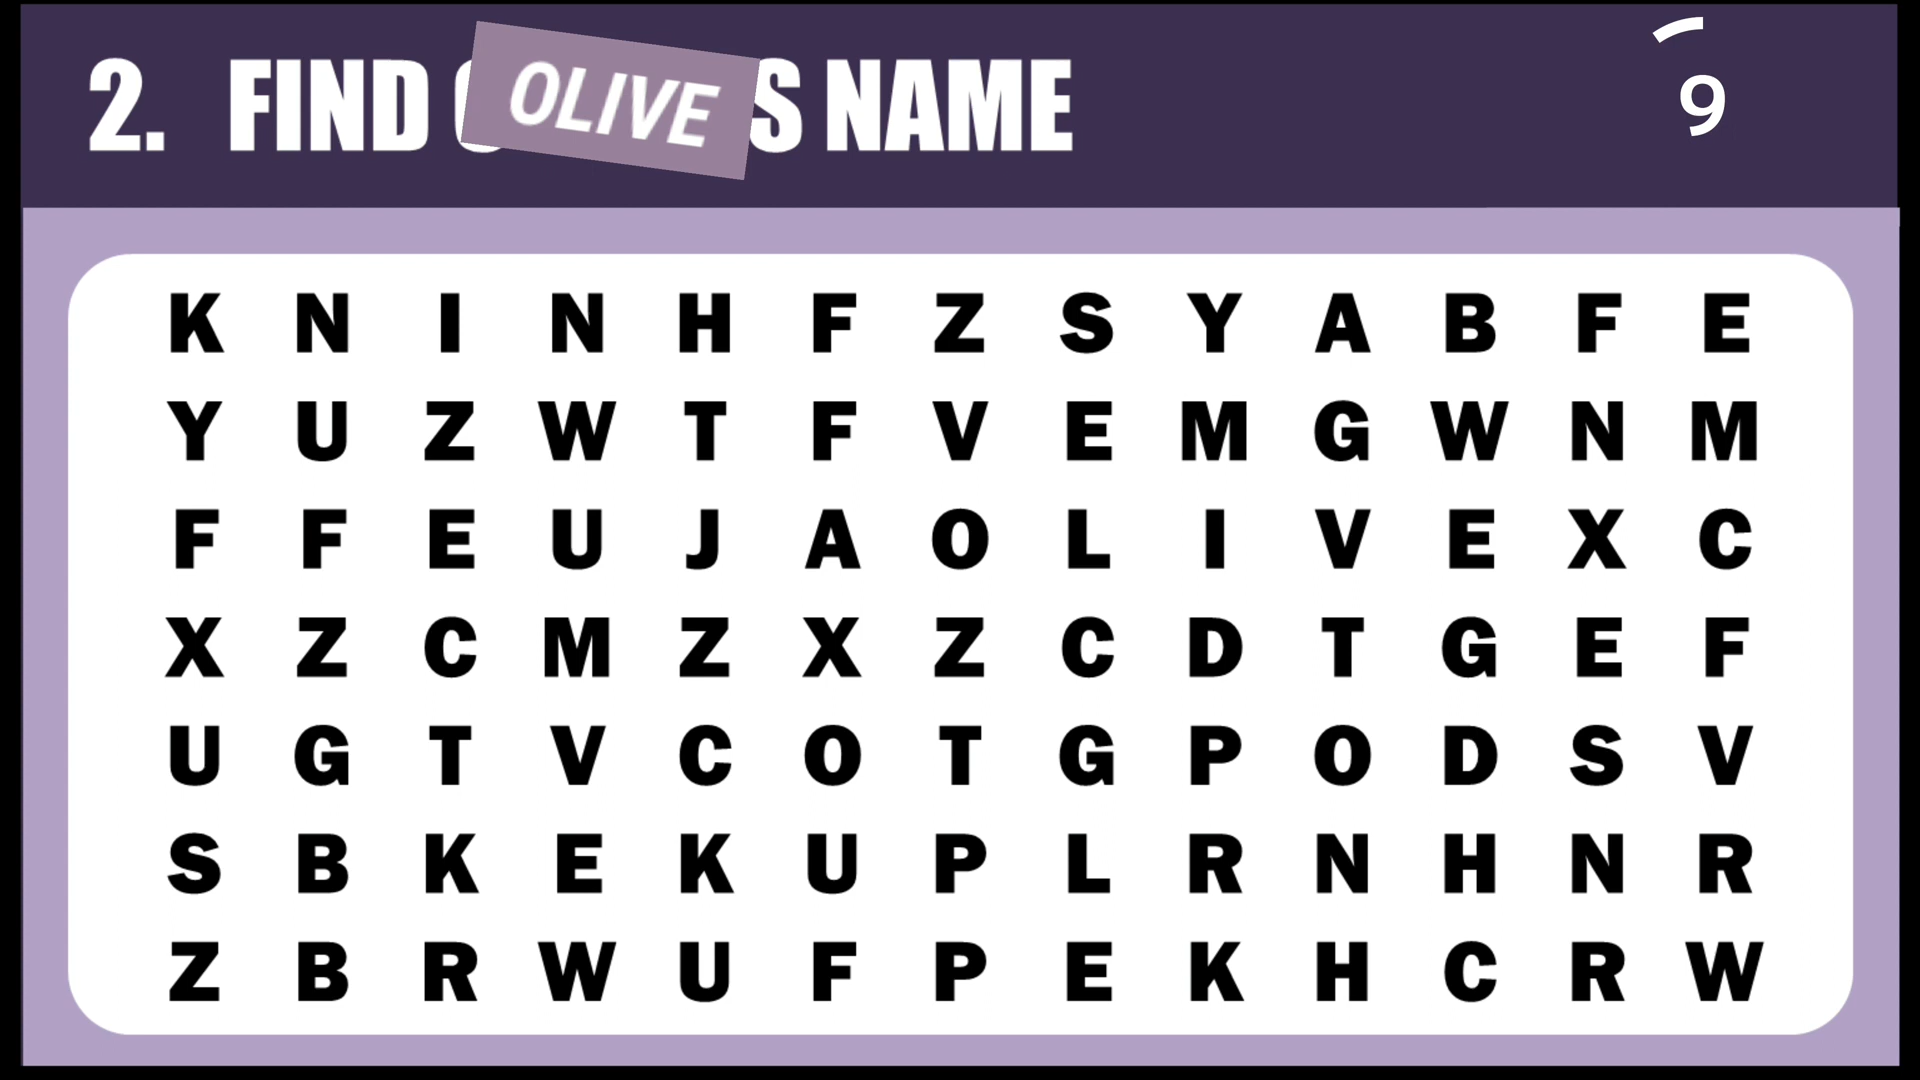 2. FIND OLIVE S NAME
9
K N I N H F Z S Y A B F E
Y U Z W T F V E M G W N M
F F E U J A O L I V E X C
X Z C M Z X Z C D T G E F
U G T V C O T G P O D S V
S B K E K U P L R N H N R
Z B R W U F P E K H C R W